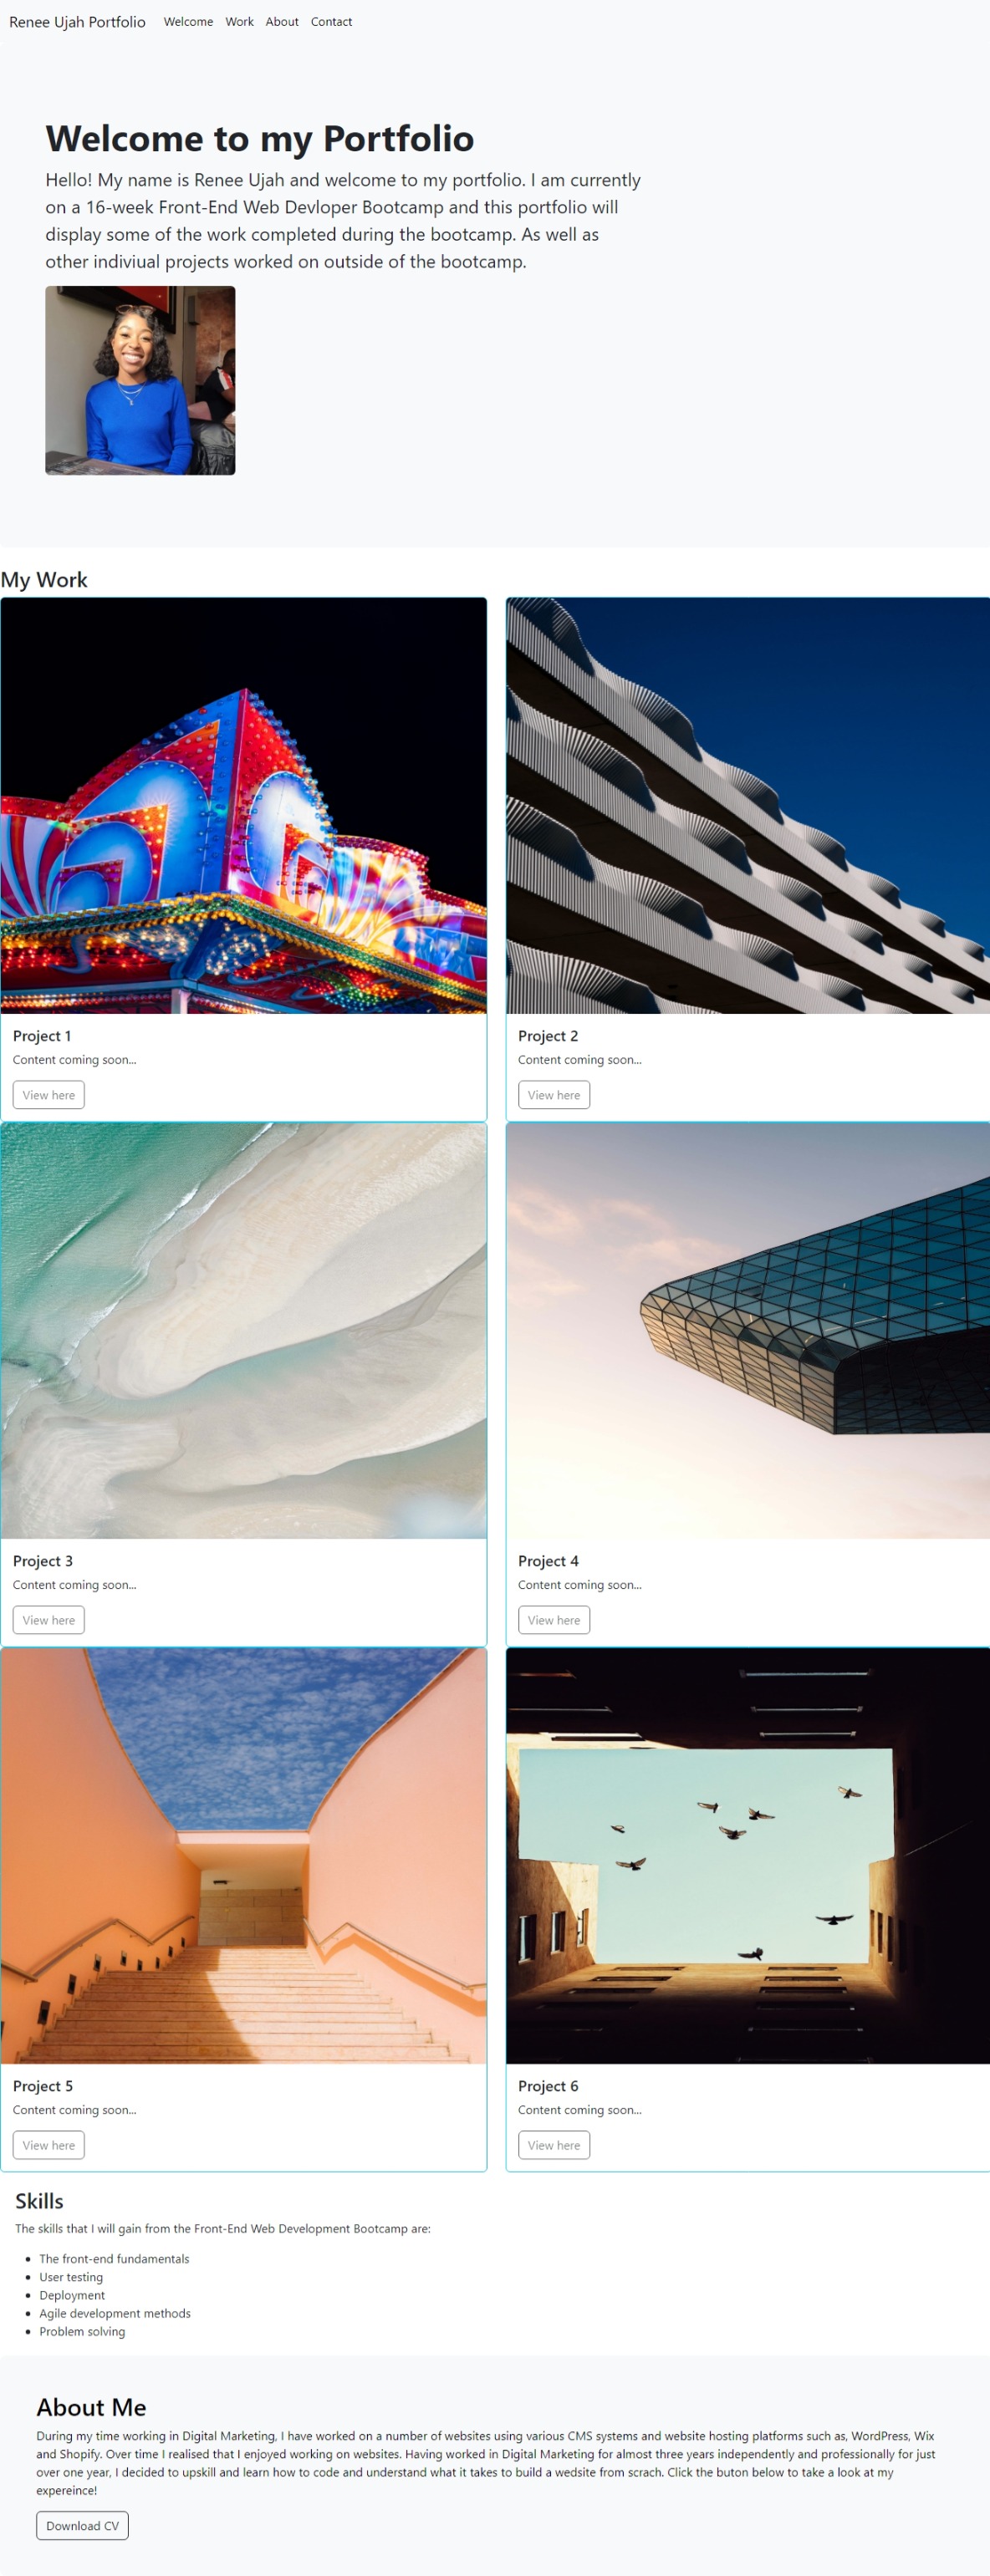 Renee Ujah Portfolio Welcome Work About Contact
Welcome to my Portfolio
Hello! My name is Renee Ujah and welcome to my portfolio. I am currently
on a 16-week Front-End Web Devloper Bootcamp and this portfolio will
display some of the work completed during the bootcamp. As well as
other indiviual projects worked on outside of the bootcamp.
My Work
Project 1
Content coming soon...
View here
Project 2
Content coming soon...
View here
Project 3
Content coming soon...
View here
Project 4
Content coming soon...
View here
Project 5
Content coming soon...
View here
Project 6
Content coming soon...
View here
Skills
The skills that I will gain from the Front-End Web Development Bootcamp are:
• The front-end fundamentals
• User testing
• Deployment
• Agile development methods
• Problem solving
About Me
During my time working in Digital Marketing, I have worked on a number of websites using various CMS systems and website hosting platforms such as, WordPress, Wix
and Shopify. Over time I realised that I enjoyed working on websites. Having worked in Digital Marketing for almost three years independently and professionally for just
over one year, I decided to upskill and learn how to code and understand what it takes to build a wedsite from scrach. Click the buton below to take a look at my
expereince!
Download CV